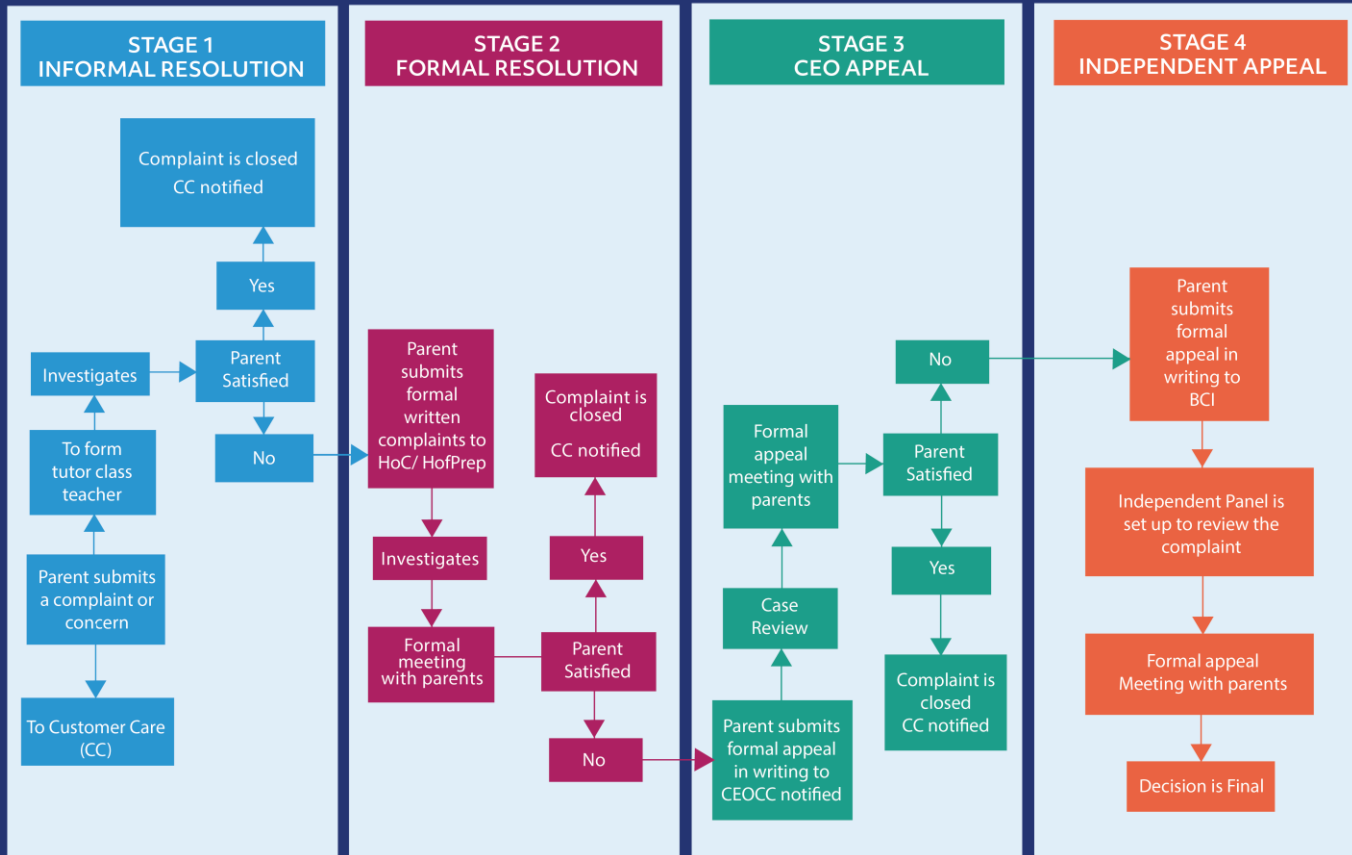 STAGE 1
INFORMAL RESOLUTION
Complaint is closed
CC notified
Yes
Investigates
Parent
Satisfied
No
To form
tutor class
teacher
Parent submits
a complaint or
concern
To Customer Care
(CC)
STAGE 2
FORMAL RESOLUTION
Parent
submits
formal
written
complaints to
HoC/ HofPrep
Investigates
Formal
meeting
with parents
Complaint is
closed
CC notified
Yes
Parent
Satisfied
No
STAGE 3
CEO APPEAL
No
Formal
appeal
meeting with
parents
Parent
Satisfied
Yes
Case
Review
Complaint is
closed
CC notified
Parent submits
formal appeal
in writing to
CEOCC notified
STAGE 4
INDEPENDENT APPEAL
Parent
submits
formal
appeal in
writing to
BCI
Independent Panel is
set up to review the
complaint
Formal appeal
Meeting with parents
Decision is Final